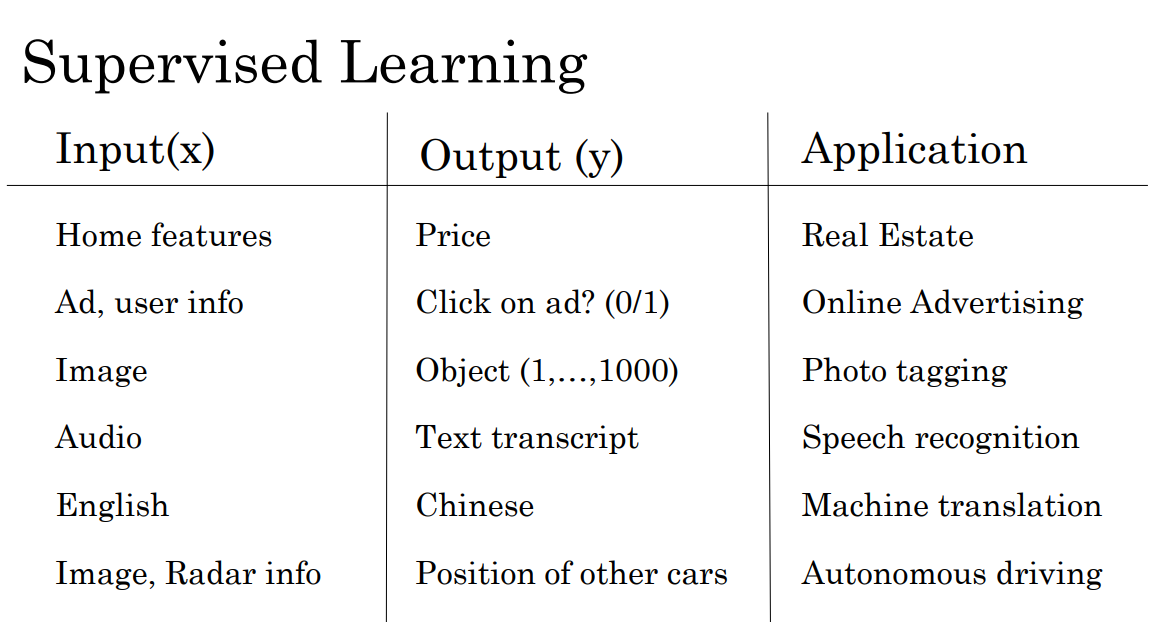 Supervised Learning
Input(x) Output (y) Application
Home features Price Real Estate
Ad, user info Click on ad? (0/1) Online Advertising
Image Object (1,…,1000) Photo tagging
Audio Text transcript Speech recognition
English Chinese Machine translation
Image, Radar info Position of other cars Autonomous driving